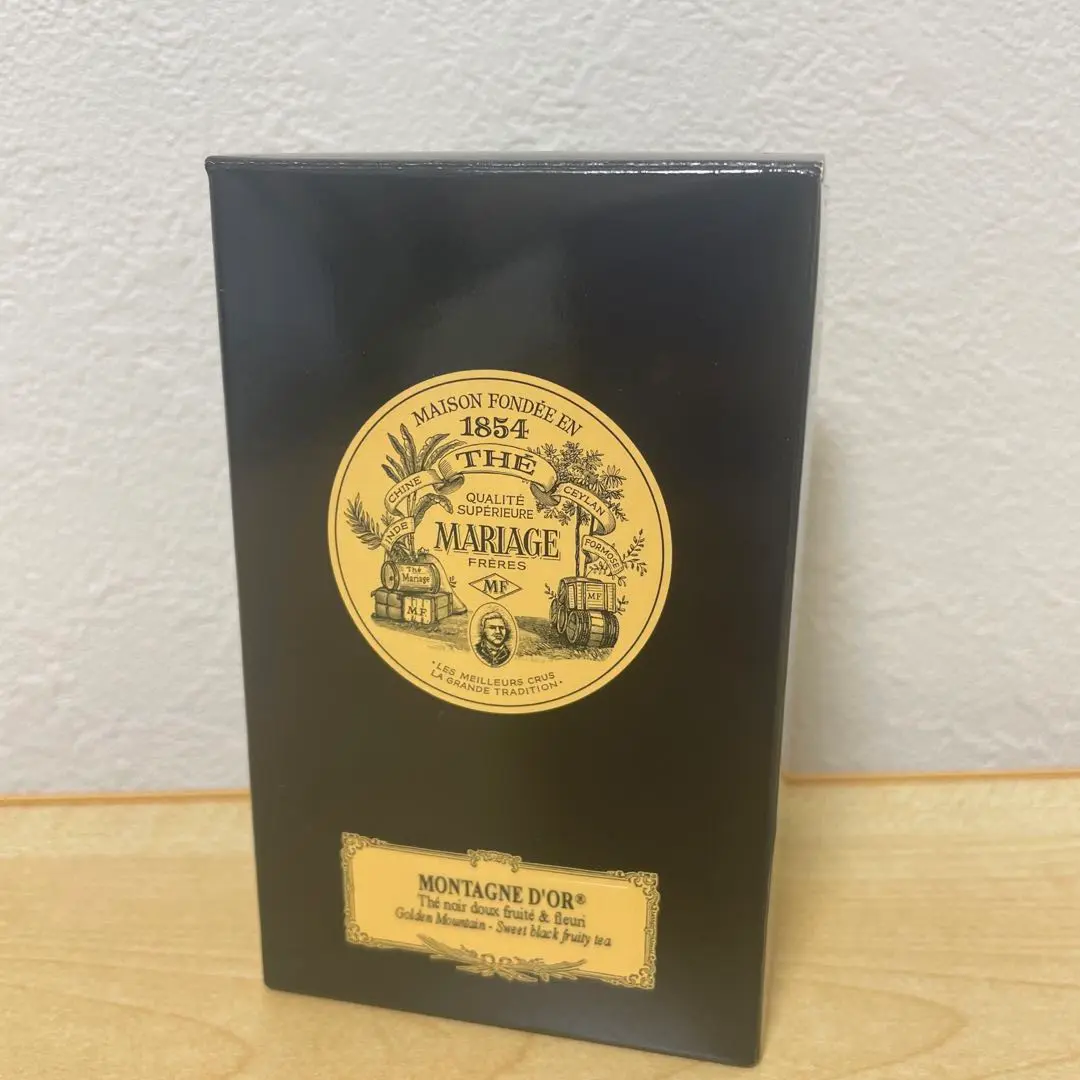 MAISON FONDÉE EN
1854
THÉ
CHINE
CEYLAN
INDE
FORMOSE
QUALITÉ
SUPÉRIEURE
MARIAGE
FRÈRES
MF
Thé
Mariage
M.F
MF
•LES MEILLEURS CRUS
LA GRANDE TRADITION•
MONTAGNE D'OR®
Thé noir doux fruité & fleuri
Golden Mountain - Sweet black fruity tea